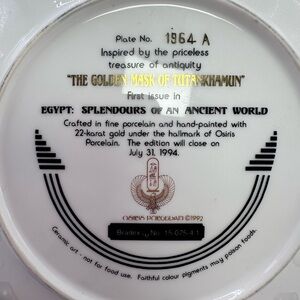 Plate No. 1964 A
Inspired by the priceless
treasure of antiquity
"THE GOLDEN MASK OF TUTANKHAMUN"
First issue in
EGYPT: SPLENDOURS OF AN ANCIENT WORLD
Crafted in fine porcelain and hand-painted with
22-karat gold under the hallmark of Osiris
Porcelain. The edition will close on
July 31, 1994.
OSIRIS PORCELAIN ©1992
Bradex No.
Ceramic art - not for food use. Faithful colour pigments may poison foods.